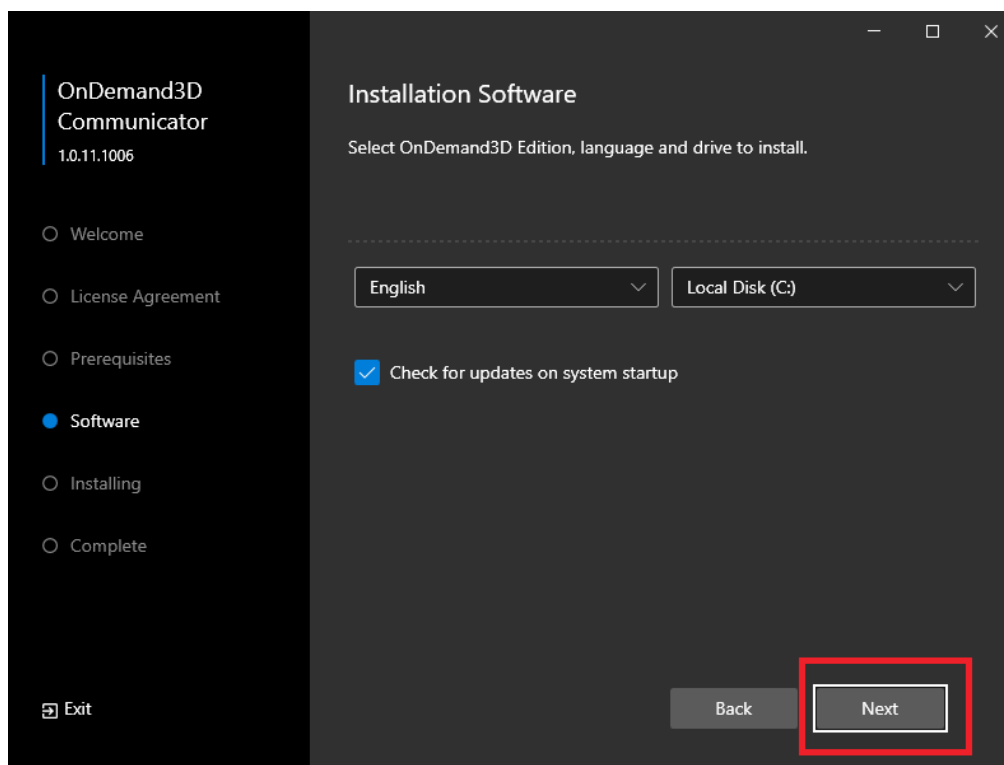 OnDemand3D
Communicator
1.0.11.1006
Welcome
License Agreement
Prerequisites
Software
Installing
Complete
Exit
Installation Software
Select OnDemand3D Edition, language and drive to install.
English
Local Disk (C:)
Check for updates on system startup
Back
Next